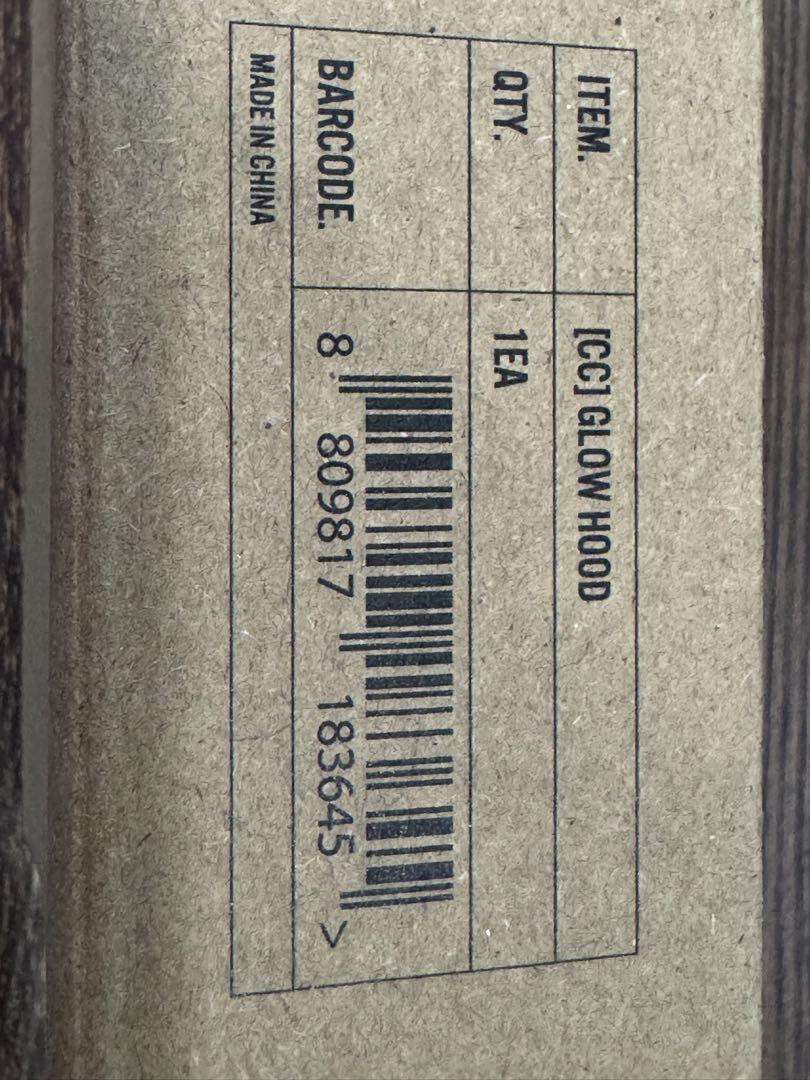 ITEM. [CC] GLOW HOOD
QTY. 1EA
BARCODE. 8 809817 183645 >
MADE IN CHINA